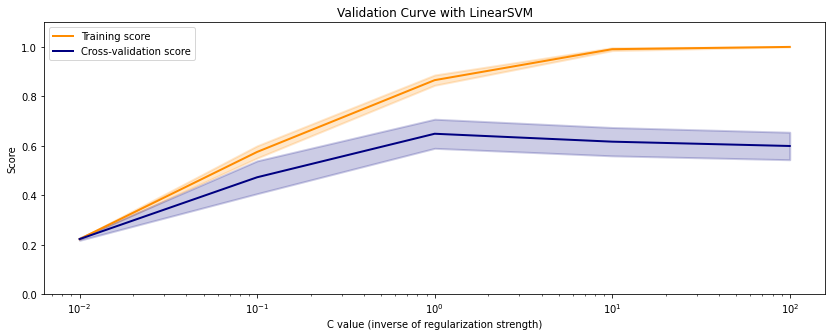 Validation Curve with LinearSVM
Training score
Cross-validation score
1.0
0.8
0.6
0.4
0.2
0.0
Score
10⁻²
10⁻¹
10⁰
10¹
10²
C value (inverse of regularization strength)